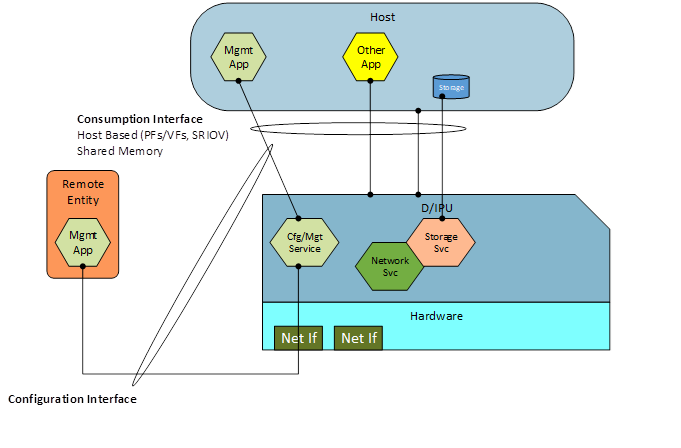 Host
Mgmt
App
Other
App
Storage
Consumption Interface
Host Based (PFs/VFs, SRIOV)
Shared Memory
Remote
Entity
Mgmt
App
D/IPU
Cfg/Mgt
Service
Storage
Svc
Network
Svc
Hardware
Net If
Net If
Configuration Interface